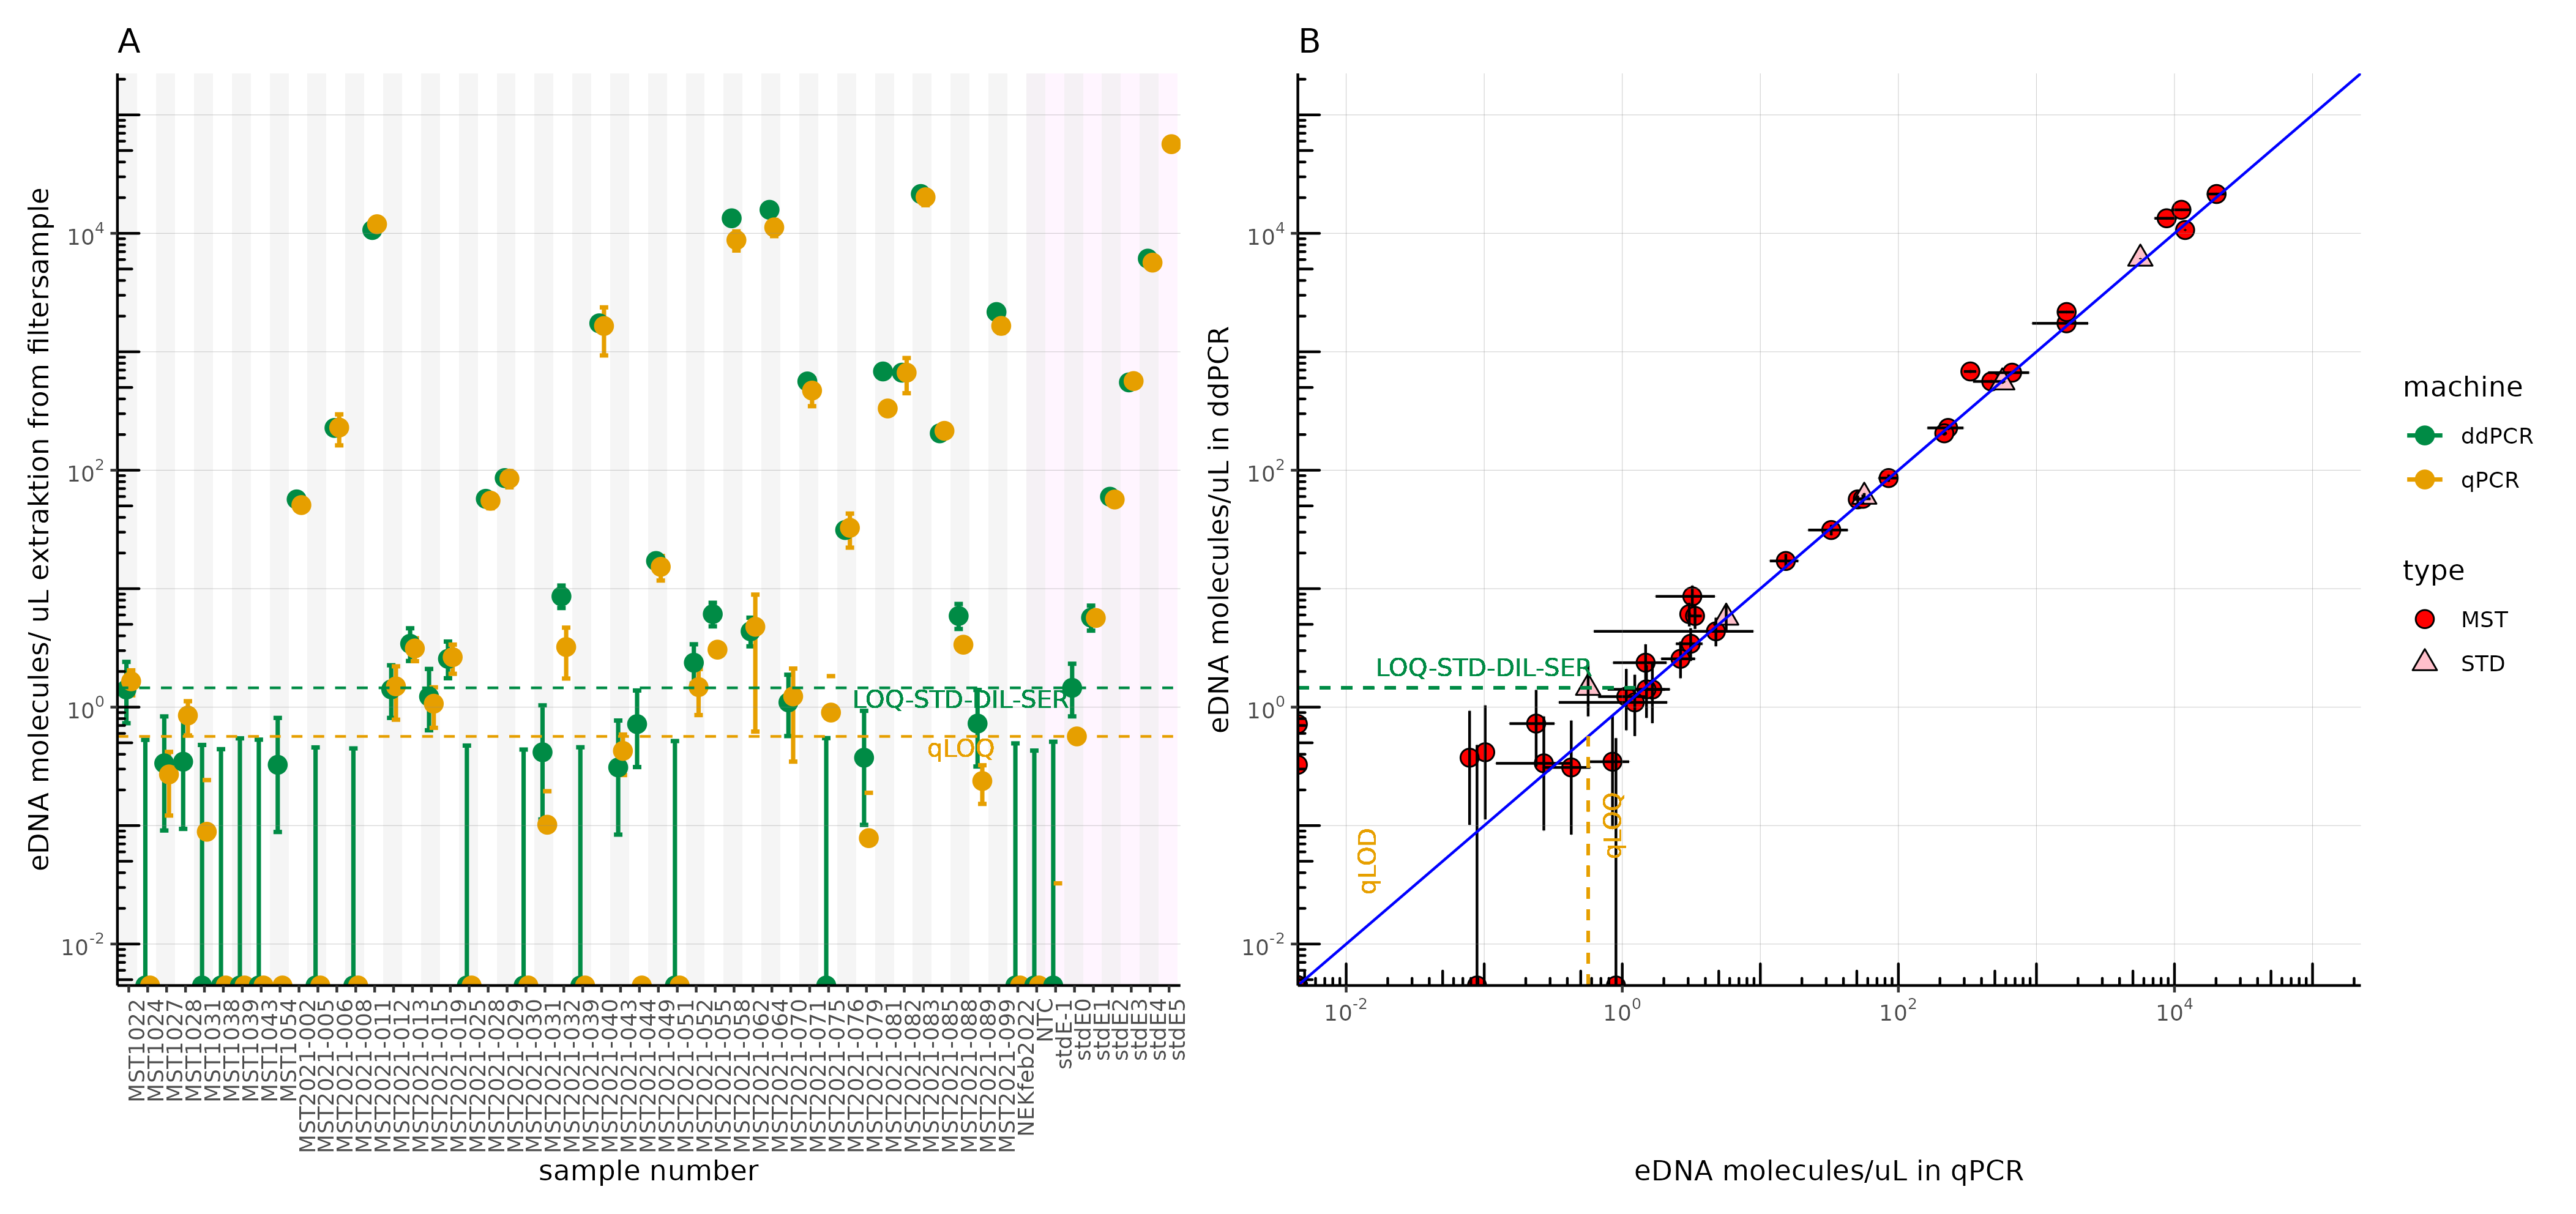 A
eDNA molecules/ uL extraktion from filtersample
10^4
10^2
10^0
10^-2
LOQ-STD-DIL-SER
qLOQ
MST1022
MST1024
MST1027
MST1028
MST1031
MST1038
MST1039
MST1043
MST1054
MST2021-002
MST2021-005
MST2021-006
MST2021-008
MST2021-011
MST2021-012
MST2021-013
MST2021-015
MST2021-019
MST2021-025
MST2021-028
MST2021-029
MST2021-030
MST2021-031
MST2021-032
MST2021-039
MST2021-040
MST2021-043
MST2021-044
MST2021-049
MST2021-051
MST2021-052
MST2021-055
MST2021-058
MST2021-062
MST2021-064
MST2021-070
MST2021-071
MST2021-075
MST2021-076
MST2021-079
MST2021-081
MST2021-082
MST2021-083
MST2021-085
MST2021-088
MST2021-089
MST2021-099
NEKfeb2022
NTC
stdE-1
stdE0
stdE1
stdE2
stdE3
stdE4
stdE5
sample number
B
eDNA molecules/uL in ddPCR
10^4
10^2
10^0
10^-2
LOQ-STD-DIL-SER
qLOD
qLOQ
10^-2
10^0
10^2
10^4
eDNA molecules/uL in qPCR
machine
ddPCR
qPCR
type
MST
STD